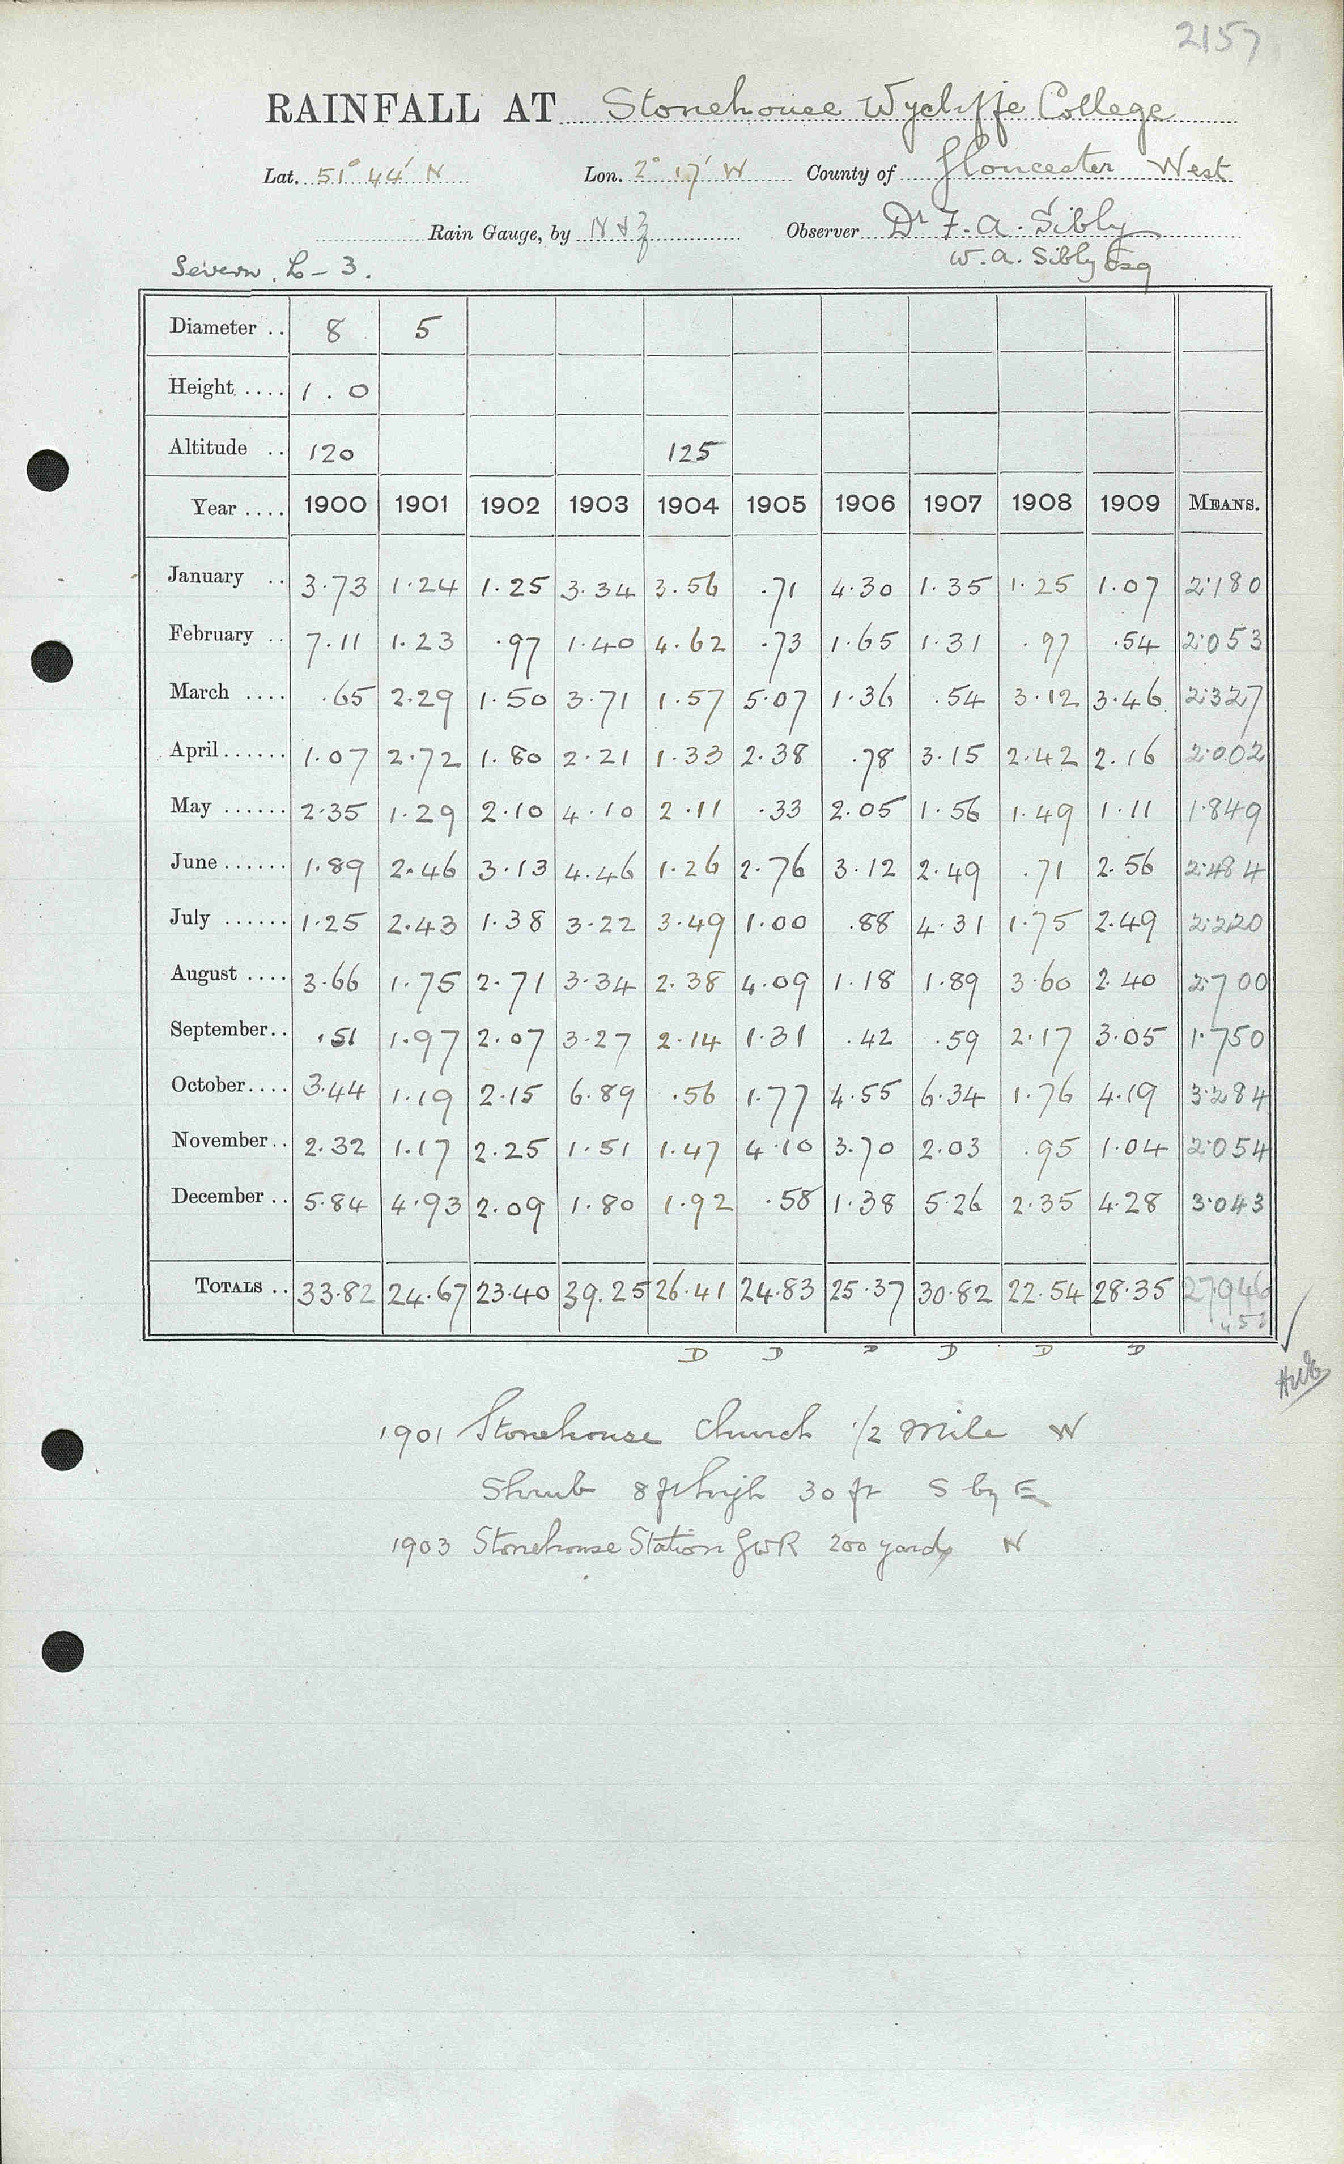 2157
RAINFALL AT Stonehouse Wycliffe College
Lat. 51° 44' N Lon. 2° 17' W County of Gloucester West
Rain Gauge, by N & Z Observer Dr F. A. Sibly
Severn, L - 3. W. A. Sibly Esq
Diameter .. 8 5
Height .... 1 . 0
Altitude .. 120 125
Year .... 1900 1901 1902 1903 1904 1905 1906 1907 1908 1909 MEANS.
January .. 3.73 1.24 1.25 3.34 3.56 .71 4.30 1.35 1.25 1.07 2.180
February .. 7.11 1.23 .97 1.40 4.62 .73 1.65 1.31 .97 .54 2.053
March .... .65 2.29 1.50 3.71 1.57 5.07 1.36 .54 3.12 3.46 2.327
April ...... 1.07 2.72 1.80 2.21 1.33 2.38 .78 3.15 2.42 2.16 2.002
May ...... 2.35 1.29 2.10 4.10 2.11 .33 2.05 1.56 1.49 1.11 1.849
June ...... 1.89 2.46 3.13 4.46 1.26 2.76 3.12 2.49 .71 2.56 2.484
July ...... 1.25 2.43 1.38 3.22 3.49 1.00 .88 4.31 1.75 2.49 2.220
August .... 3.66 1.75 2.71 3.34 2.38 4.09 1.18 1.89 3.60 2.40 2.700
September .. .51 1.97 2.07 3.27 2.14 1.31 .42 .59 2.17 3.05 1.750
October .... 3.44 1.19 2.15 6.89 .56 1.77 4.55 6.34 1.76 4.19 3.284
November .. 2.32 1.17 2.25 1.51 1.47 4.10 3.70 2.03 .95 1.04 2.054
December .. 5.84 4.93 2.09 1.80 1.92 .58 1.38 5.26 2.35 4.28 3.043
TOTALS .. 33.82 24.67 23.40 39.25 26.41 24.83 25.37 30.82 22.54 28.35 27.946
D D D D D D
1901 Stonehouse Church 1/2 mile W
Shrub 8 ft high 30 ft S by E
1903 Stonehouse Station GWR 200 yards N